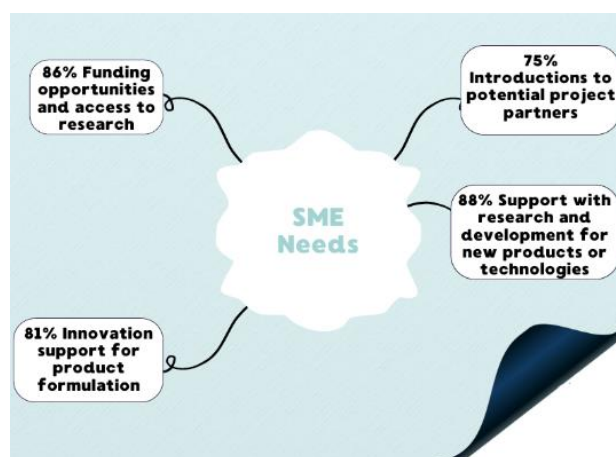 86% Funding
opportunities
and access to
research
75%
Introductions to
potential project
partners
SME
Needs
88% Support with
research and
development for
new products or
technologies
81% Innovation
support for
product
formulation